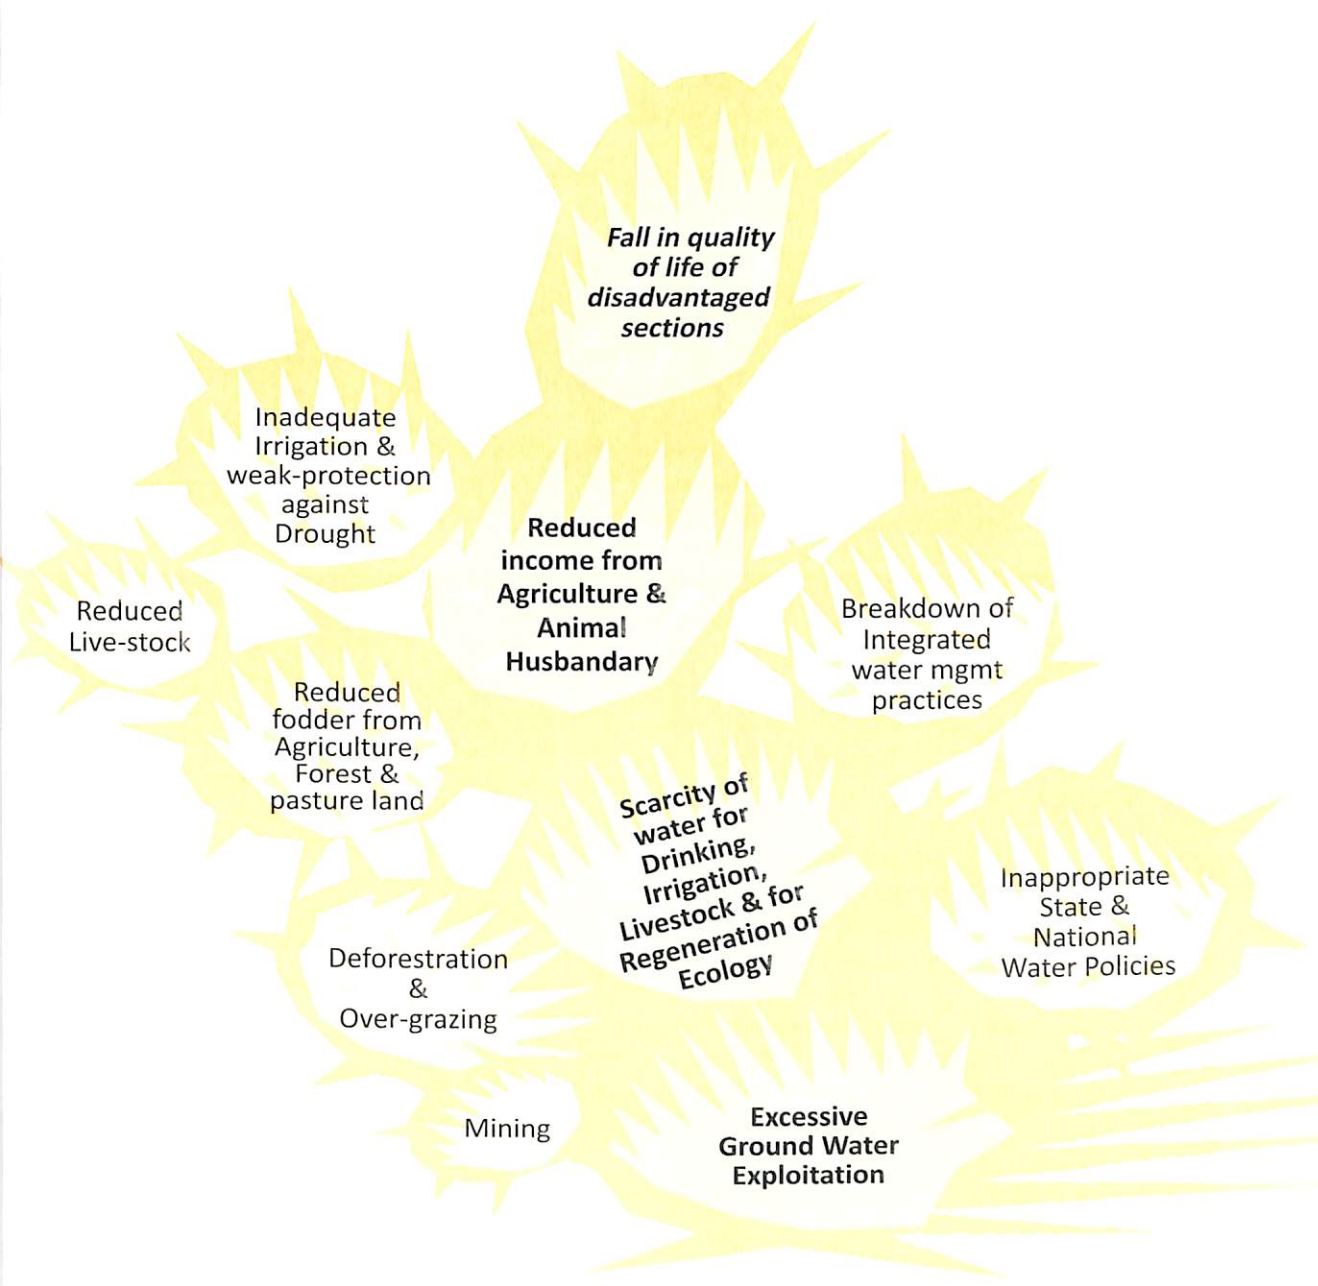 Fall in quality
of life of
disadvantaged
sections
Inadequate
Irrigation &
weak-protection
against
Drought
Reduced
income from
Agriculture &
Animal
Husbandary
Reduced
Live-stock
Breakdown of
Integrated
water mgmt
practices
Reduced
fodder from
Agriculture,
Forest &
pasture land
Scarcity of
water for
Drinking,
Irrigation,
Livestock & for
Regeneration of
Ecology
Inappropriate
State &
National
Water Policies
Deforestration
&
Over-grazing
Mining
Excessive
Ground Water
Exploitation